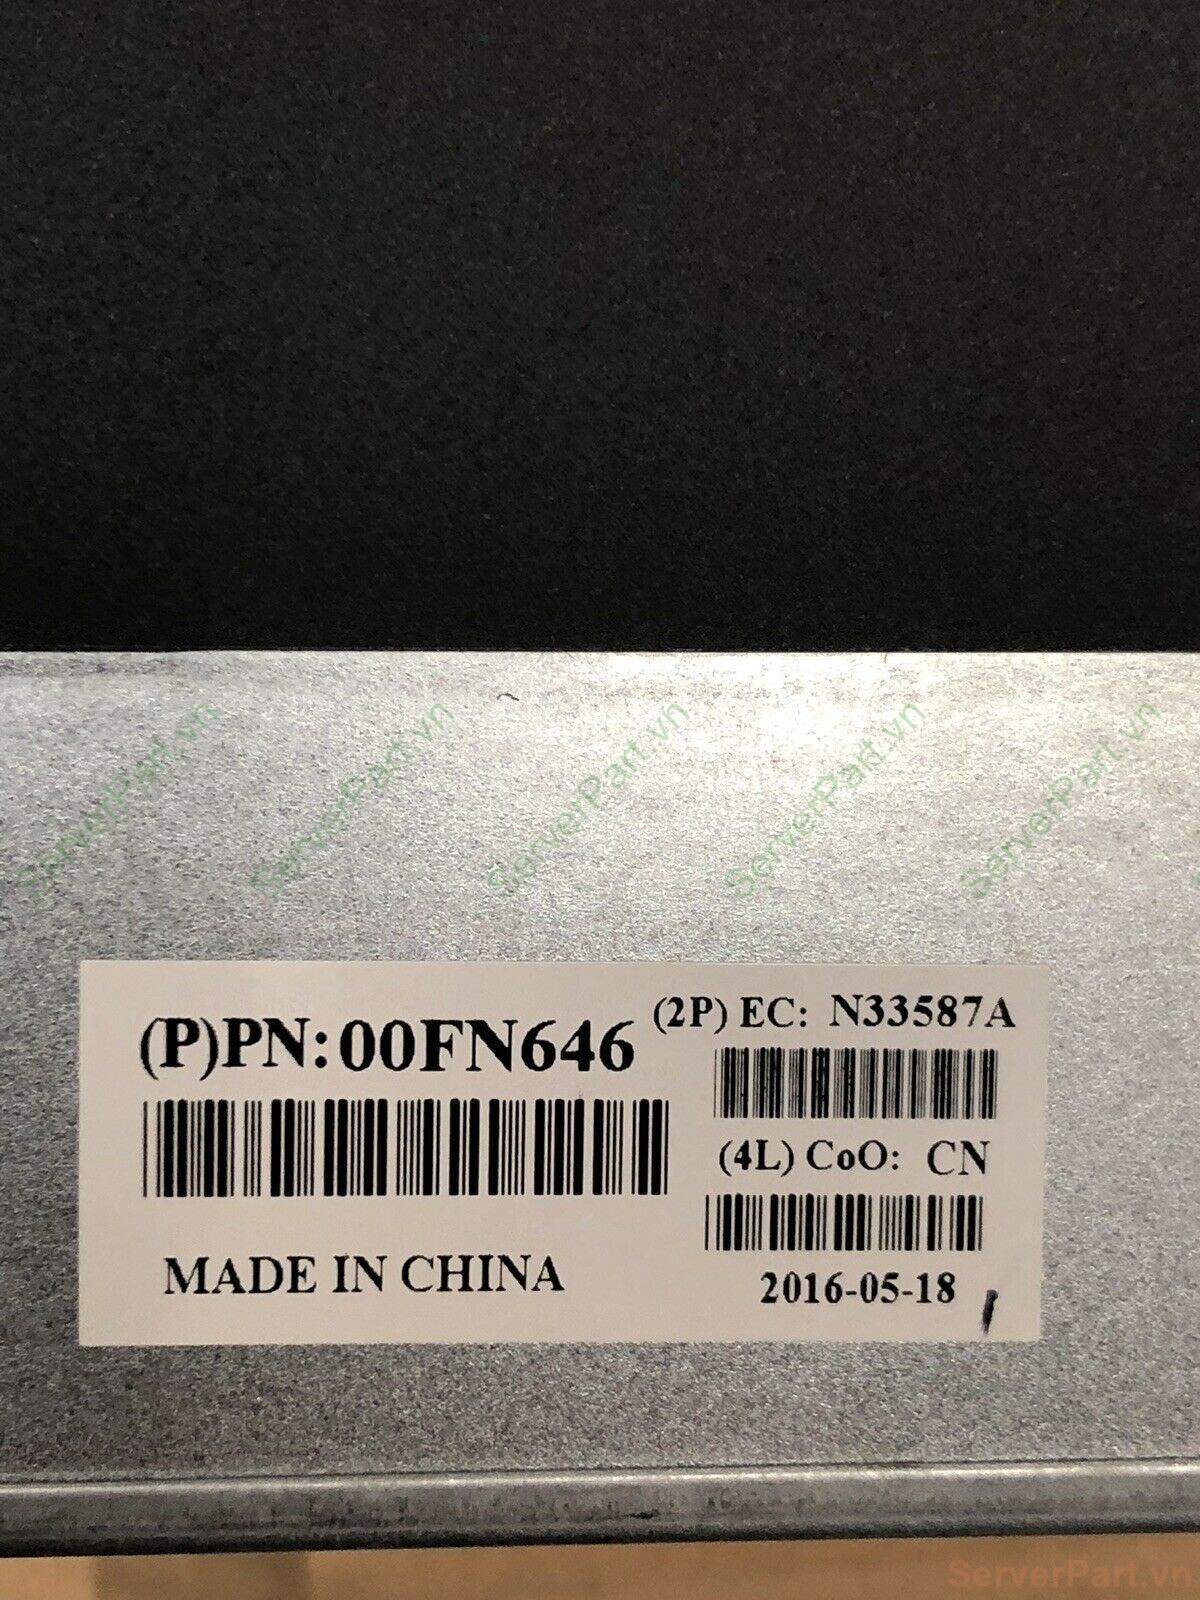 ServerPart.vn ServerPart.vn ServerPart.vn ServerPart.vn ServerPart.vn
(P)PN:00FN646
(2P) EC: N33587A
(4L) CoO: CN
MADE IN CHINA
2016-05-18
ServerPart.vn